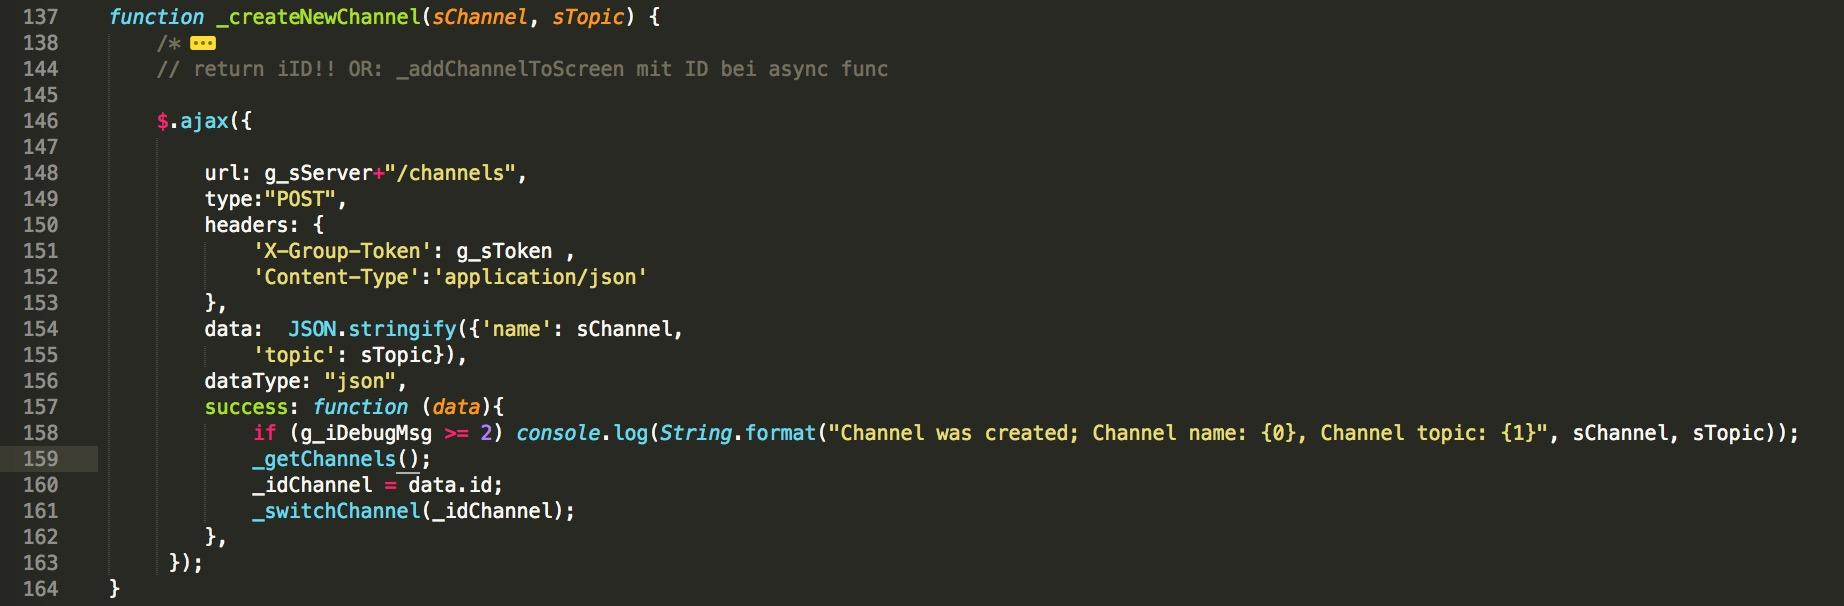 137 function _createNewChannel(sChannel, sTopic) {
138 /* ...
144 // return iID!! OR: _addChannelToScreen mit ID bei async func
145
146 $.ajax({
147
148 url: g_sServer+"/channels",
149 type:"POST",
150 headers: {
151 'X-Group-Token': g_sToken ,
152 'Content-Type':'application/json'
153 },
154 data:  JSON.stringify({'name': sChannel,
155 'topic': sTopic}),
156 dataType: "json",
157 success: function (data){
158 if (g_iDebugMsg >= 2) console.log(String.format("Channel was created; Channel name: {0}, Channel topic: {1}", sChannel, sTopic));
159 _getChannels();
160 _idChannel = data.id;
161 _switchChannel(_idChannel);
162 },
163 });
164 }